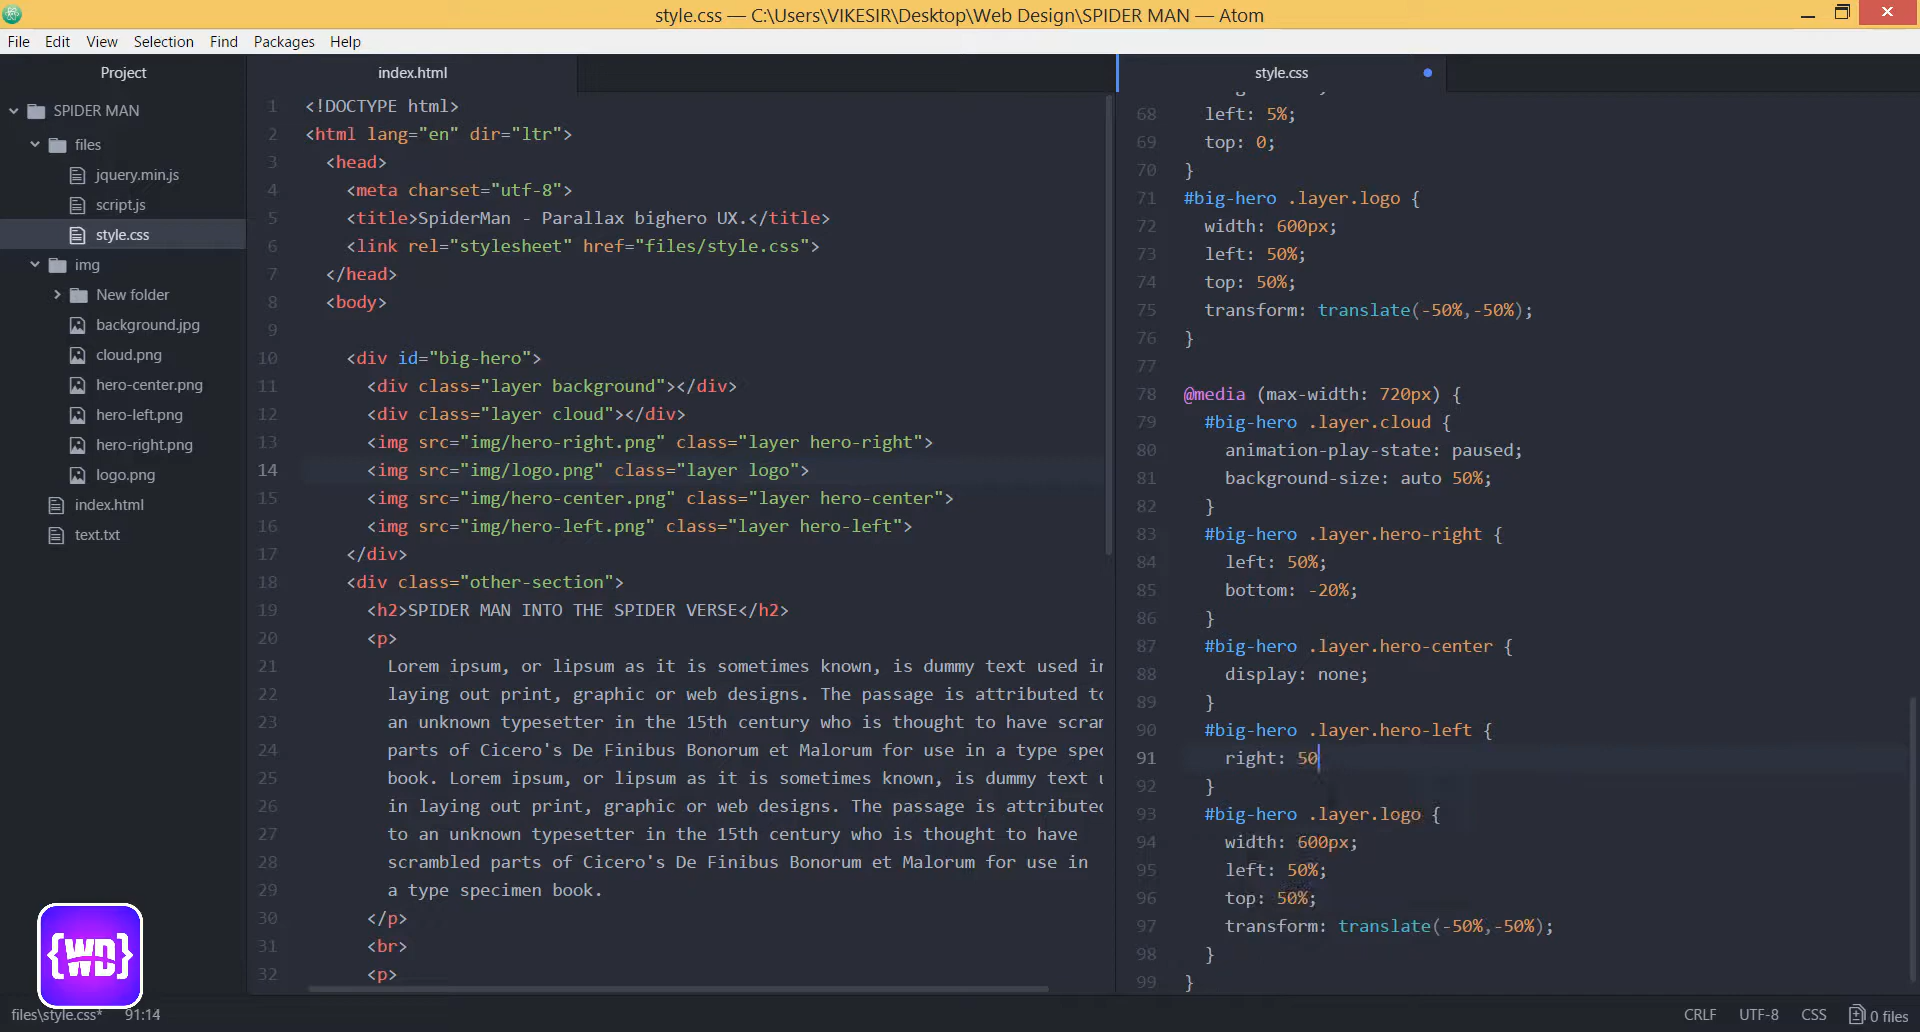 style.css — C:\Users\VIKESIR\Desktop\Web Design\SPIDER MAN — Atom
File Edit View Selection Find Packages Help
Project
SPIDER MAN
files
jquery.min.js
script.js
style.css
img
New folder
background.jpg
cloud.png
hero-center.png
hero-left.png
hero-right.png
logo.png
index.html
text.txt
{WD}
index.html
1 <!DOCTYPE html>
2 <html lang="en" dir="ltr">
3 <head>
4 <meta charset="utf-8">
5 <title>SpiderMan - Parallax bighero UX.</title>
6 <link rel="stylesheet" href="files/style.css">
7 </head>
8 <body>
9
10 <div id="big-hero">
11 <div class="layer background"></div>
12 <div class="layer cloud"></div>
13 <img src="img/hero-right.png" class="layer hero-right">
14 <img src="img/logo.png" class="layer logo">
15 <img src="img/hero-center.png" class="layer hero-center">
16 <img src="img/hero-left.png" class="layer hero-left">
17 </div>
18 <div class="other-section">
19 <h2>SPIDER MAN INTO THE SPIDER VERSE</h2>
20 <p>
21 Lorem ipsum, or lipsum as it is sometimes known, is dummy text used in
22 laying out print, graphic or web designs. The passage is attributed to
23 an unknown typesetter in the 15th century who is thought to have scra
24 parts of Cicero's De Finibus Bonorum et Malorum for use in a type spec
25 book. Lorem ipsum, or lipsum as it is sometimes known, is dummy text
26 in laying out print, graphic or web designs. The passage is attributed
27 to an unknown typesetter in the 15th century who is thought to have
28 scrambled parts of Cicero's De Finibus Bonorum et Malorum for use in
29 a type specimen book.
30 </p>
31 <br>
32 <p>
style.css
68 left: 5%;
69 top: 0;
70 }
71 #big-hero .layer.logo {
72 width: 600px;
73 left: 50%;
74 top: 50%;
75 transform: translate(-50%,-50%);
76 }
77
78 @media (max-width: 720px) {
79 #big-hero .layer.cloud {
80 animation-play-state: paused;
81 background-size: auto 50%;
82 }
83 #big-hero .layer.hero-right {
84 left: 50%;
85 bottom: -20%;
86 }
87 #big-hero .layer.hero-center {
88 display: none;
89 }
90 #big-hero .layer.hero-left {
91 right: 50
92 }
93 #big-hero .layer.logo {
94 width: 600px;
95 left: 50%;
96 top: 50%;
97 transform: translate(-50%,-50%);
98 }
99 }
files\style.css* 91:14
CRLF UTF-8 CSS 0 files